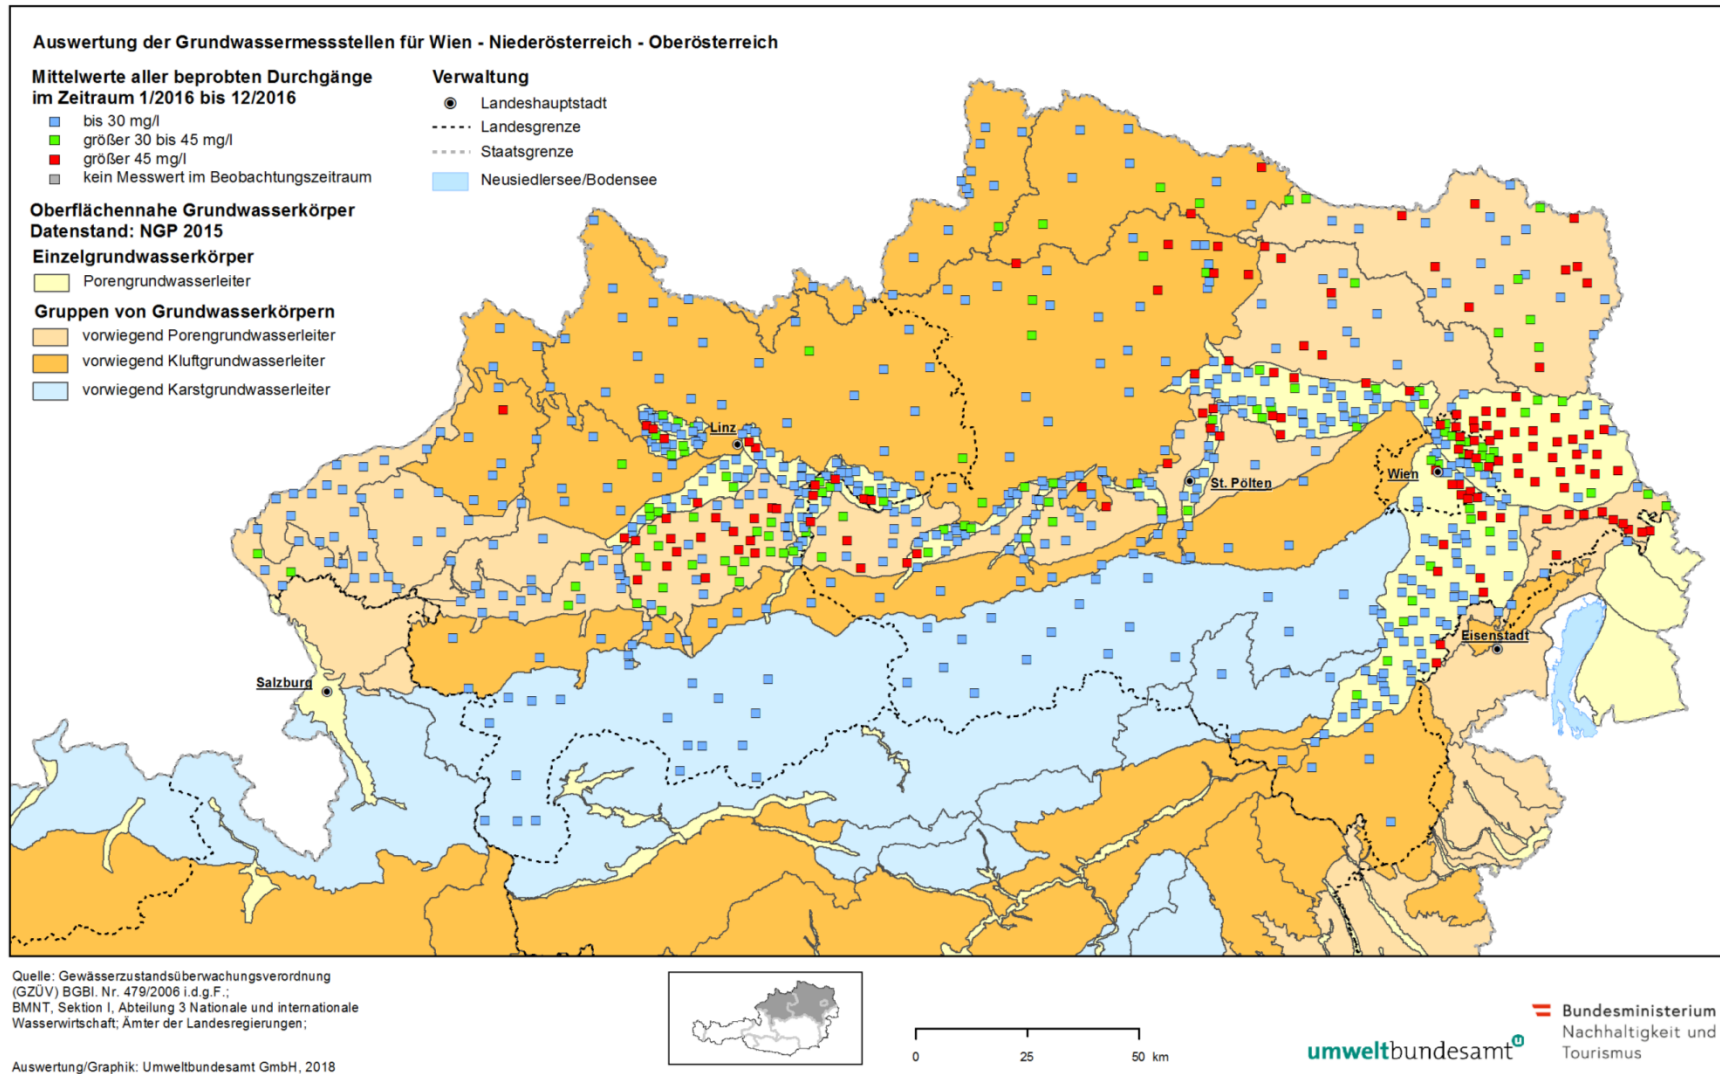 Auswertung der Grundwassermessstellen für Wien - Niederösterreich - Oberösterreich
Mittelwerte aller beprobten Durchgänge
im Zeitraum 1/2016 bis 12/2016
bis 30 mg/l
größer 30 bis 45 mg/l
größer 45 mg/l
kein Messwert im Beobachtungszeitraum
Oberflächennahe Grundwasserkörper
Datenstand: NGP 2015
Einzelgrundwasserkörper
Porengrundwasserleiter
Gruppen von Grundwasserkörpern
vorwiegend Porengrundwasserleiter
vorwiegend Kluftgrundwasserleiter
vorwiegend Karstgrundwasserleiter
Verwaltung
Landeshauptstadt
Landesgrenze
Staatsgrenze
Neusiedlersee/Bodensee
Linz
St. Pölten
Wien
Eisenstadt
Salzburg
Quelle: Gewässerzustandsüberwachungsverordnung
(GZÜV) BGBl. Nr. 479/2006 i.d.g.F.;
BMNT, Sektion I, Abteilung 3 Nationale und internationale
Wasserwirtschaft; Ämter der Landesregierungen;
Auswertung/Graphik: Umweltbundesamt GmbH, 2018
0 25 50 km
umweltbundesamt u
Bundesministerium
Nachhaltigkeit und
Tourismus